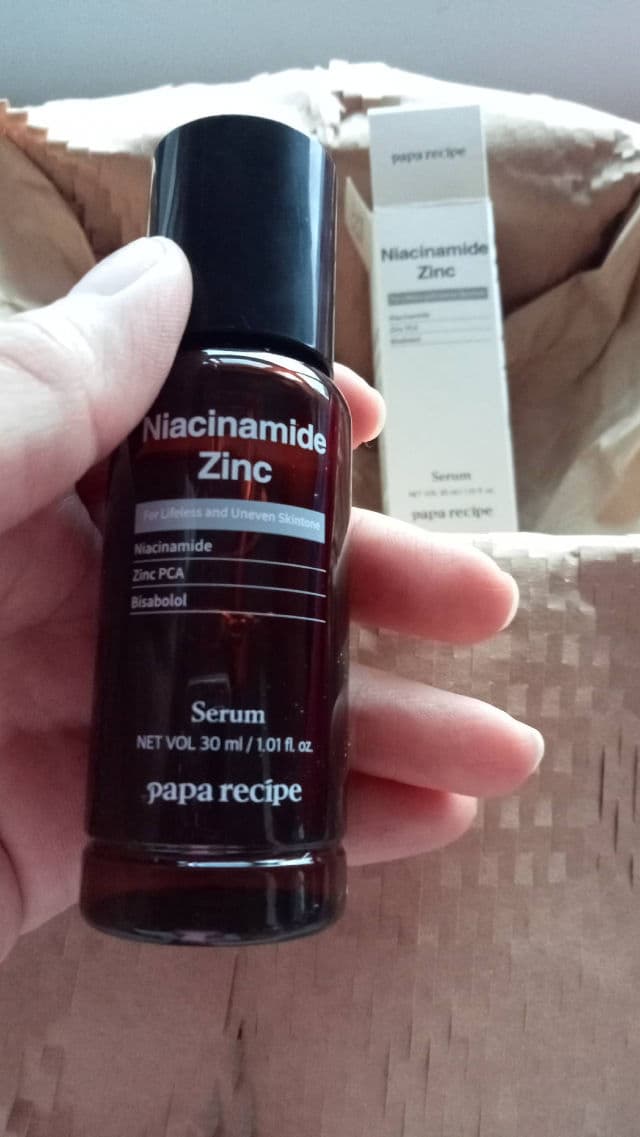 Niacinamide
Zinc
For Lifeless and Uneven Skintone
Niacinamide
Zinc PCA
Bisabolol
Serum
NET VOL 30 ml / 1.01 fl. oz.
papa recipe
papa recipe
Niacinamide
Zinc
Niacinamide
Zinc PCA
Bisabolol
Serum
papa recipe